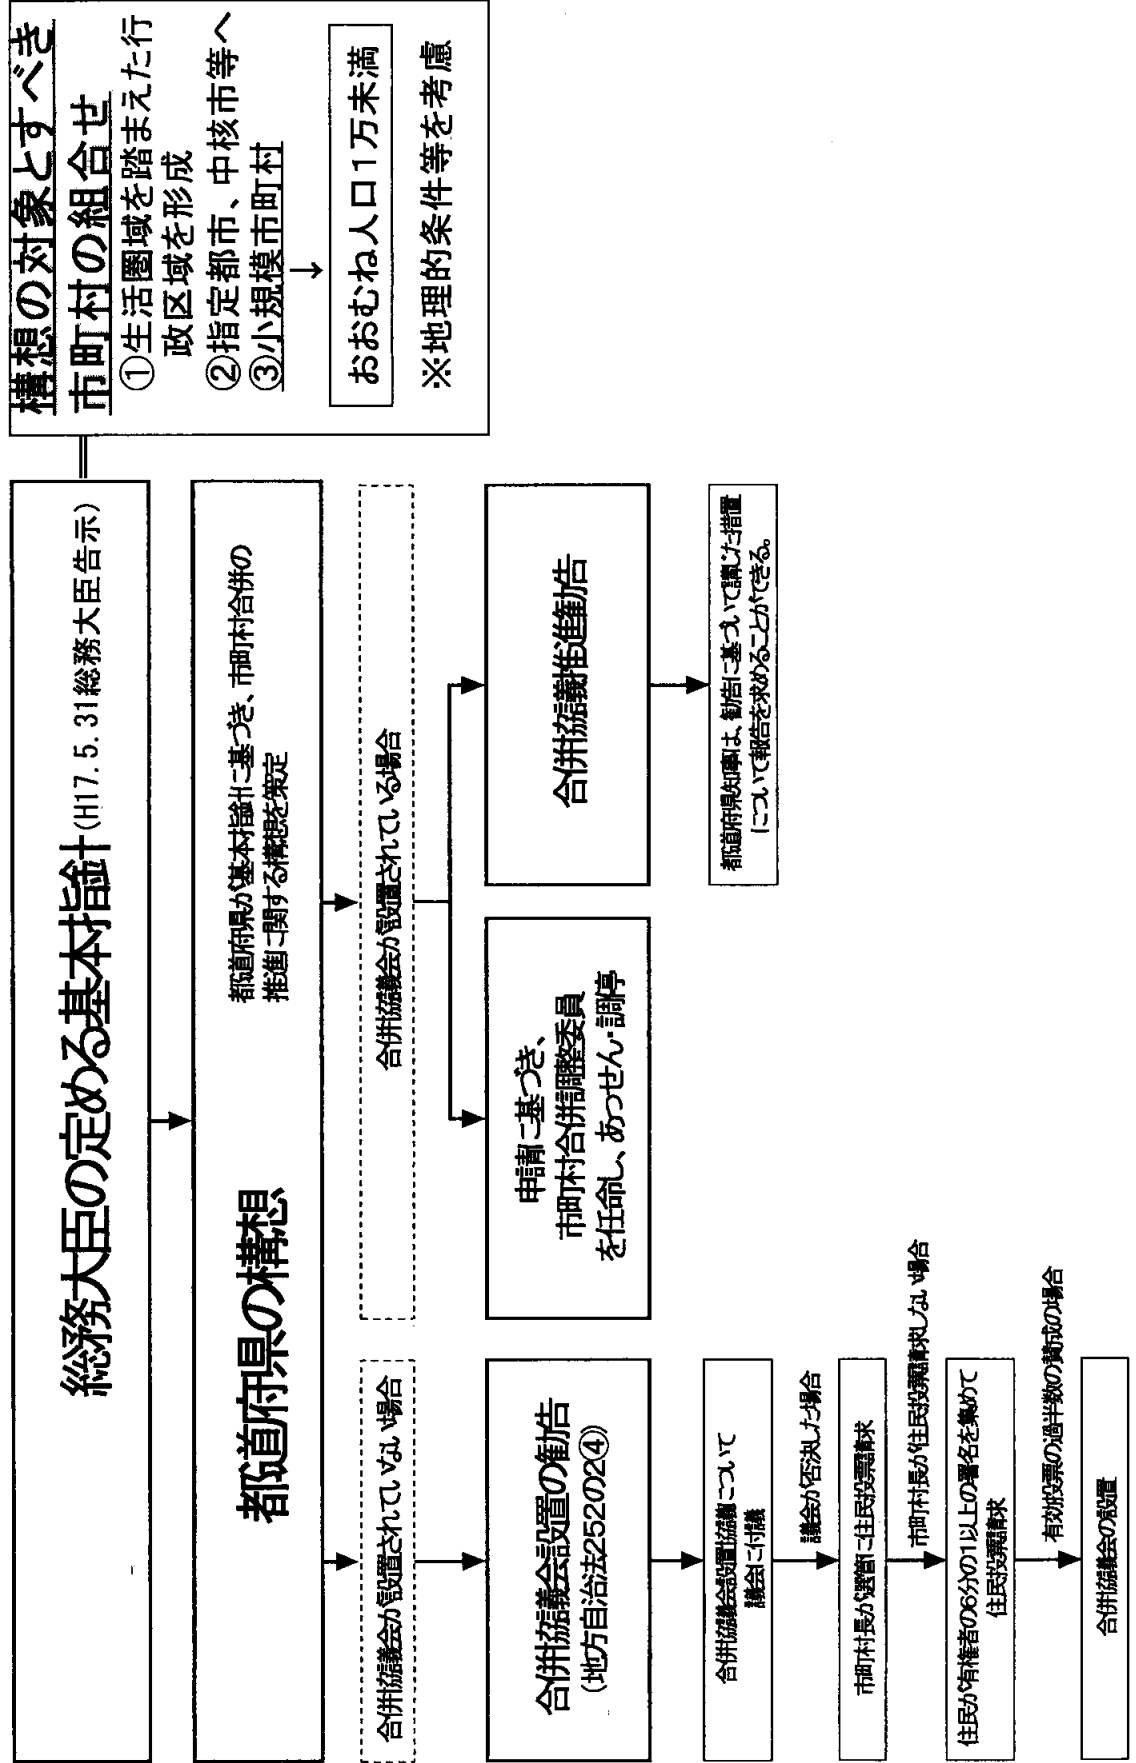 総務大臣の定める基本指針(H17.5.31総務大臣告示)
構想の対象とすべき
市町村の組合せ
①生活圏域を踏まえた行
政区域を形成
②指定都市、中核市等へ
③小規模市町村
↓
おおむね人口1万未満
※地理的条件等を考慮
都道府県の構想
都道府県が基本指針に基づき、市町村合併の
推進に関する構想を策定
合併協議会が設置されていない場合
合併協議会が設置されている場合
合併協議会設置の勧告
(地方自治法252の2④)
申請に基づき、
市町村合併調整委員
を任命し、あっせん・調停
合併協議推進勧告
合併協議会設置協議について
議会に付議
都道府県知事は、勧告に基づいて講じた措置
について報告を求めることができる。
議会が否決した場合
市町村長が選管に住民投票請求
市町村長が住民投票請求しない場合
住民が有権者の6分の1以上の署名を集めて
住民投票請求
有効投票の過半数の賛成の場合
合併協議会の設置